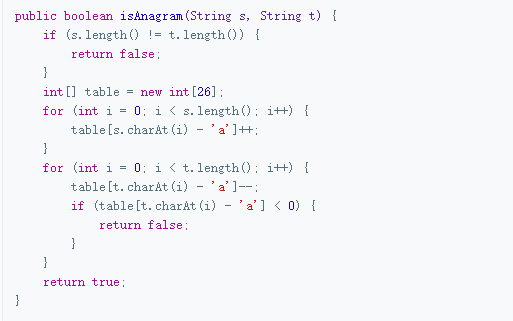 public boolean isAnagram(String s, String t) {
    if (s.length() != t.length()) {
        return false;
    }
    int[] table = new int[26];
    for (int i = 0; i < s.length(); i++) {
        table[s.charAt(i) - 'a']++;
    }
    for (int i = 0; i < t.length(); i++) {
        table[t.charAt(i) - 'a']--;
        if (table[t.charAt(i) - 'a'] < 0) {
            return false;
        }
    }
    return true;
}